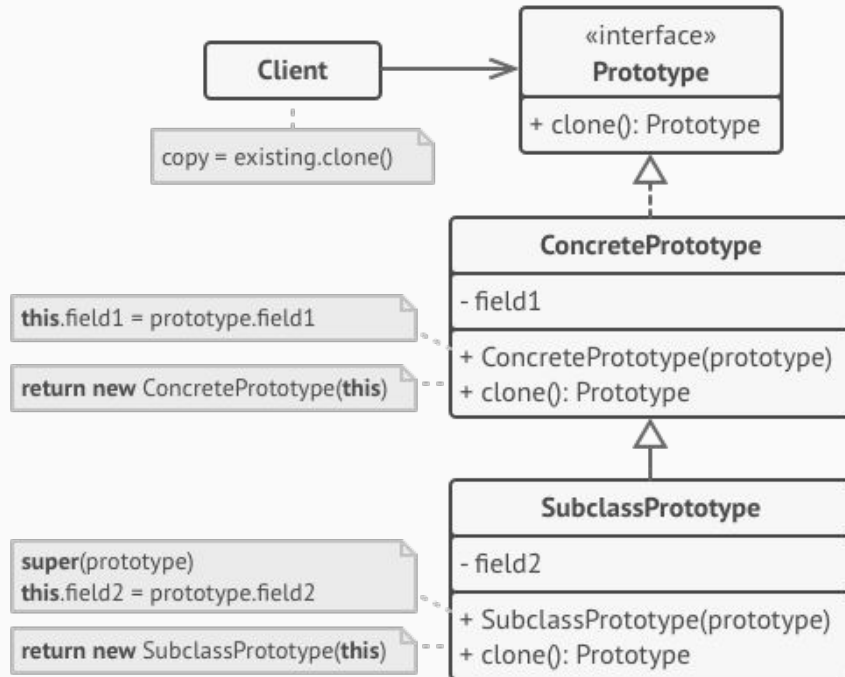 Client
«interface»
Prototype
+ clone(): Prototype
copy = existing.clone()
ConcretePrototype
- field1
+ ConcretePrototype(prototype)
+ clone(): Prototype
this.field1 = prototype.field1
return new ConcretePrototype(this)
SubclassPrototype
- field2
+ SubclassPrototype(prototype)
+ clone(): Prototype
super(prototype)
this.field2 = prototype.field2
return new SubclassPrototype(this)